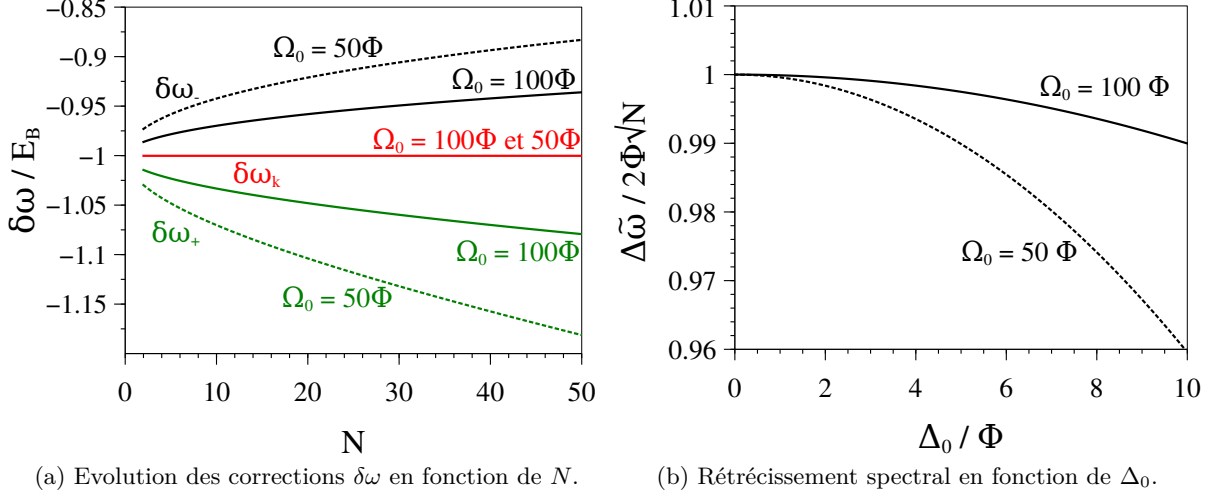 −0.85
−0.9
−0.95
−1
−1.05
−1.1
−1.15
δω / E_B
Ω₀ = 50Φ
δω₋
Ω₀ = 100Φ
Ω₀ = 100Φ et 50Φ
δω_k
δω₊
Ω₀ = 100Φ
Ω₀ = 50Φ
0 10 20 30 40 50
N
(a) Evolution des corrections δω en fonction de N.
1.01
1
0.99
0.98
0.97
0.96
Δω̃ / 2Φ√N
Ω₀ = 100 Φ
Ω₀ = 50 Φ
0 2 4 6 8 10
Δ₀ / Φ
(b) Rétrécissement spectral en fonction de Δ₀.